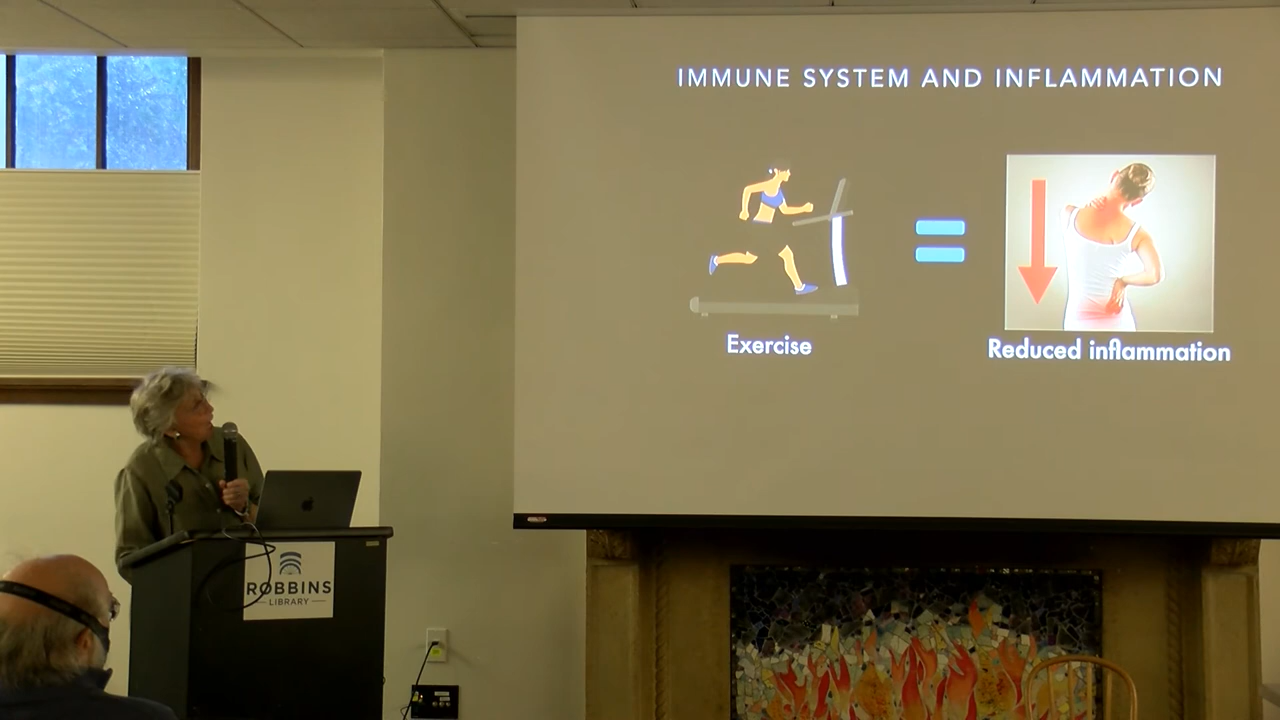 IMMUNE SYSTEM AND INFLAMMATION
Exercise
Reduced inflammation
ROBBINS
LIBRARY